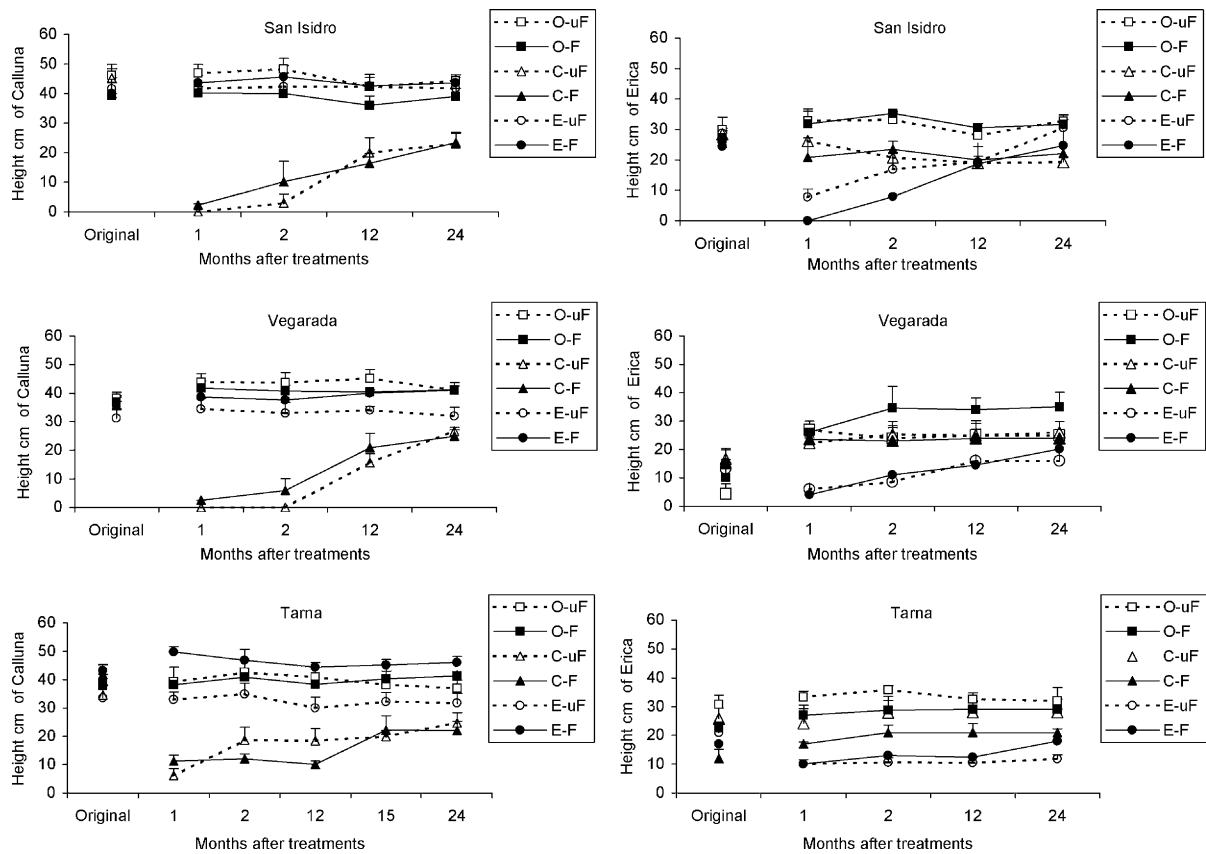 San Isidro
Height cm of Calluna
60
50
40
30
20
10
0
Original 1 2 12 24
Months after treatments
O-uF
O-F
C-uF
C-F
E-uF
E-F
San Isidro
Height cm of Erica
60
50
40
30
20
10
0
Original 1 2 12 24
Months after treatments
O-uF
O-F
C-uF
C-F
E-uF
E-F
Vegarada
Height cm of Calluna
60
50
40
30
20
10
0
Original 1 2 12 24
Months after treatments
O-uF
O-F
C-uF
C-F
E-uF
E-F
Vegarada
Height cm of Erica
60
50
40
30
20
10
0
Original 1 2 12 24
Months after treatments
O-uF
O-F
C-uF
C-F
E-uF
E-F
Tarna
Height cm of Calluna
60
50
40
30
20
10
0
Original 1 2 12 15 24
Months after treatments
O-uF
O-F
C-uF
C-F
E-uF
E-F
Tarna
Height cm of Erica
60
50
40
30
20
10
0
Original 1 2 12 24
Months after treatments
O-uF
O-F
C-uF
C-F
E-uF
E-F